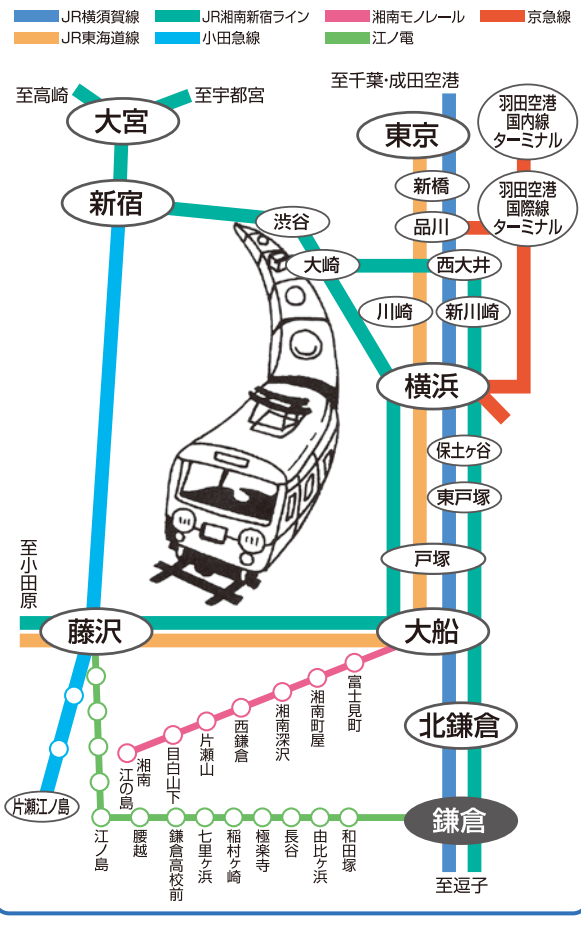 JR横須賀線
JR湘南新宿ライン
湘南モノレール
京急線
JR東海道線
小田急線
江ノ電
至高崎
至宇都宮
大宮
至千葉・成田空港
東京
羽田空港
国内線
ターミナル
新橋
新宿
羽田空港
国際線
ターミナル
渋谷
品川
大崎
西大井
川崎
新川崎
横浜
保土ヶ谷
東戸塚
戸塚
至小田原
藤沢
大船
富士見町
湘南町屋
湘南深沢
西鎌倉
片瀬山
目白山下
湘南
江の島
北鎌倉
片瀬江ノ島
鎌倉
江ノ島
腰越
鎌倉高校前
七里ヶ浜
稲村ヶ崎
極楽寺
長谷
由比ヶ浜
和田塚
至逗子